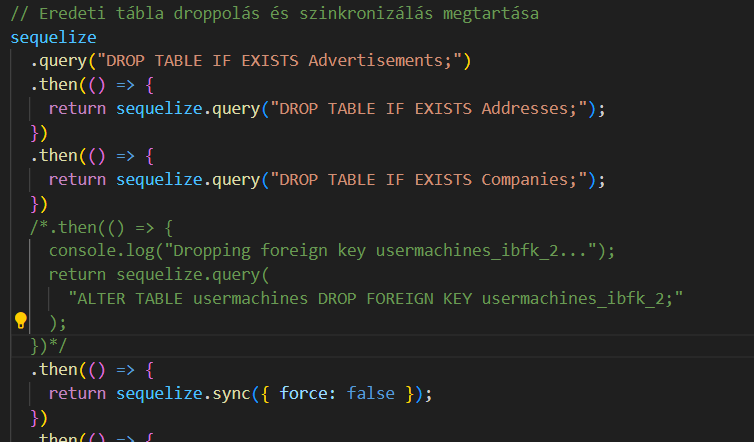 // Eredeti tábla droppolás és szinkronizálás megtartása
sequelize
  .query("DROP TABLE IF EXISTS Advertisements;")
  .then(() => {
    return sequelize.query("DROP TABLE IF EXISTS Addresses;");
  })
  .then(() => {
    return sequelize.query("DROP TABLE IF EXISTS Companies;");
  })
  /*.then(() => {
    console.log("Dropping foreign key usermachines_ibfk_2...");
    return sequelize.query(
      "ALTER TABLE usermachines DROP FOREIGN KEY usermachines_ibfk_2;"
    );
  })*/
  .then(() => {
    return sequelize.sync({ force: false });
  })
  .then(() => {